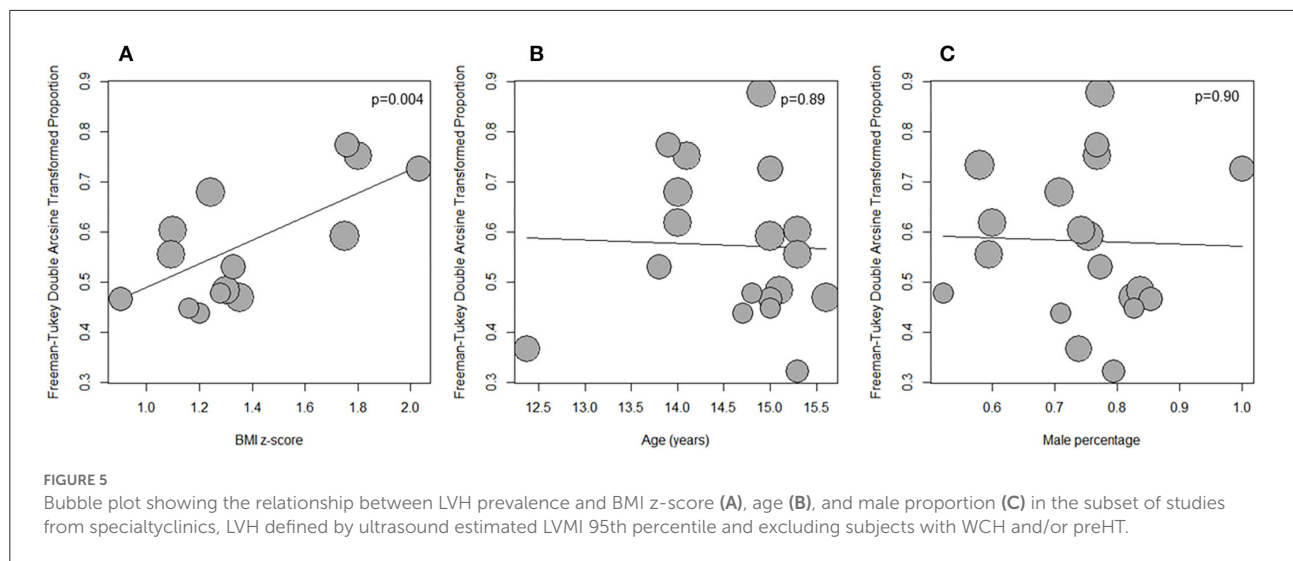 A
Freeman-Tukey Double Arcsine Transformed Proportion
0.9
0.8
0.7
0.6
0.5
0.4
0.3
p=0.004
1.0 1.2 1.4 1.6 1.8 2.0
BMI z-score
B
Freeman-Tukey Double Arcsine Transformed Proportion
0.9
0.8
0.7
0.6
0.5
0.4
0.3
p=0.89
12.5 13.0 13.5 14.0 14.5 15.0 15.5
Age (years)
C
Freeman-Tukey Double Arcsine Transformed Proportion
0.9
0.8
0.7
0.6
0.5
0.4
0.3
p=0.90
0.6 0.7 0.8 0.9 1.0
Male percentage
FIGURE 5
Bubble plot showing the relationship between LVH prevalence and BMI z-score (A), age (B), and male proportion (C) in the subset of studies
from specialtyclinics, LVH defined by ultrasound estimated LVMI 95th percentile and excluding subjects with WCH and/or preHT.